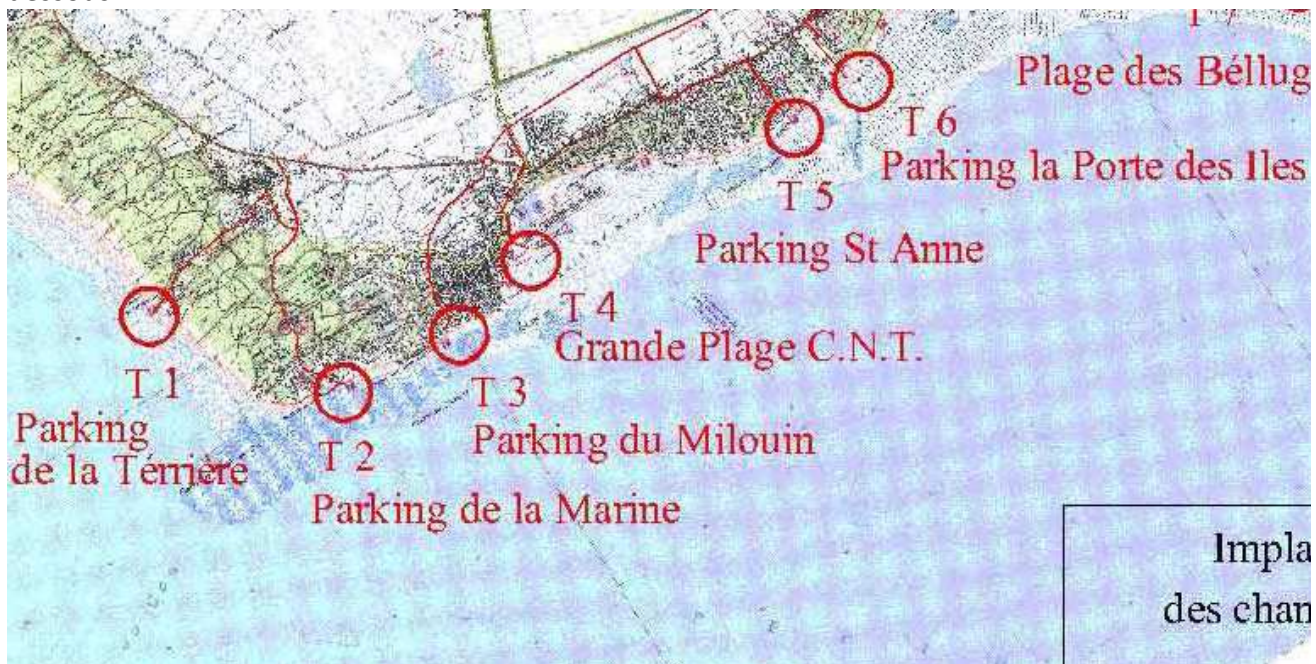 Plage des Béllug
T 6
Parking la Porte des Iles
T 5
Parking St Anne
T 4
Grande Plage C.N.T.
T 1
Parking
de la Térrière
T 3
Parking du Milouin
T 2
Parking de la Marine
Impla
des chan